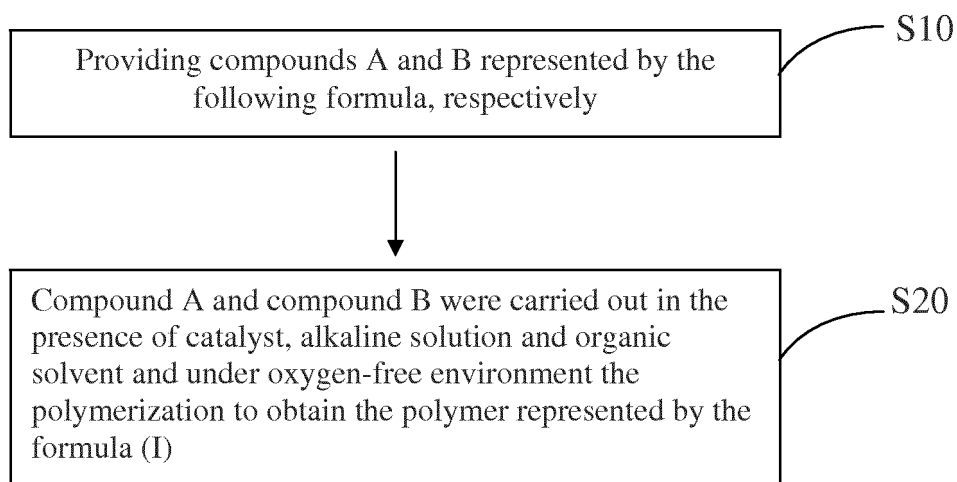 S10
Providing compounds A and B represented by the
following formula, respectively
S20
Compound A and compound B were carried out in the
presence of catalyst, alkaline solution and organic
solvent and under oxygen-free environment the
polymerization to obtain the polymer represented by the
formula (I)